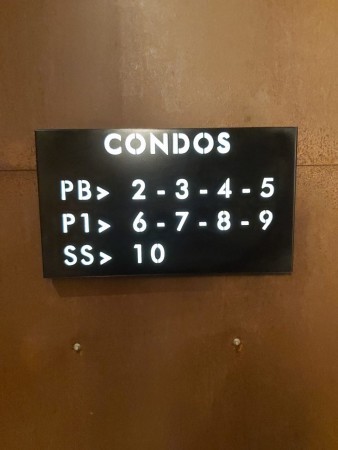 CONDOS
PB> 2 - 3 - 4 - 5
P1> 6 - 7 - 8 - 9
SS> 10